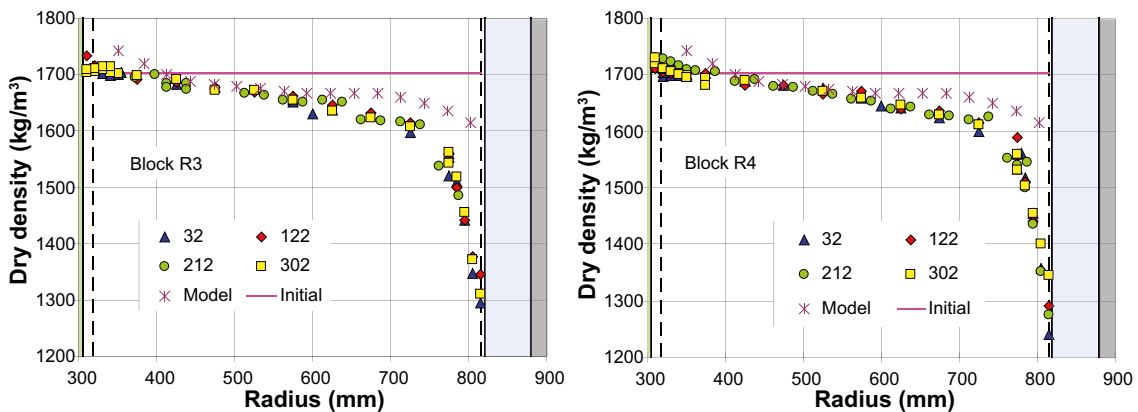 1800
1700
1600
1500
1400
1300
1200
Dry density (kg/m³)
Block R3
32
122
212
302
Model
Initial
300 400 500 600 700 800 900
Radius (mm)
1800
1700
1600
1500
1400
1300
1200
Dry density (kg/m³)
Block R4
32
122
212
302
Model
Initial
300 400 500 600 700 800 900
Radius (mm)